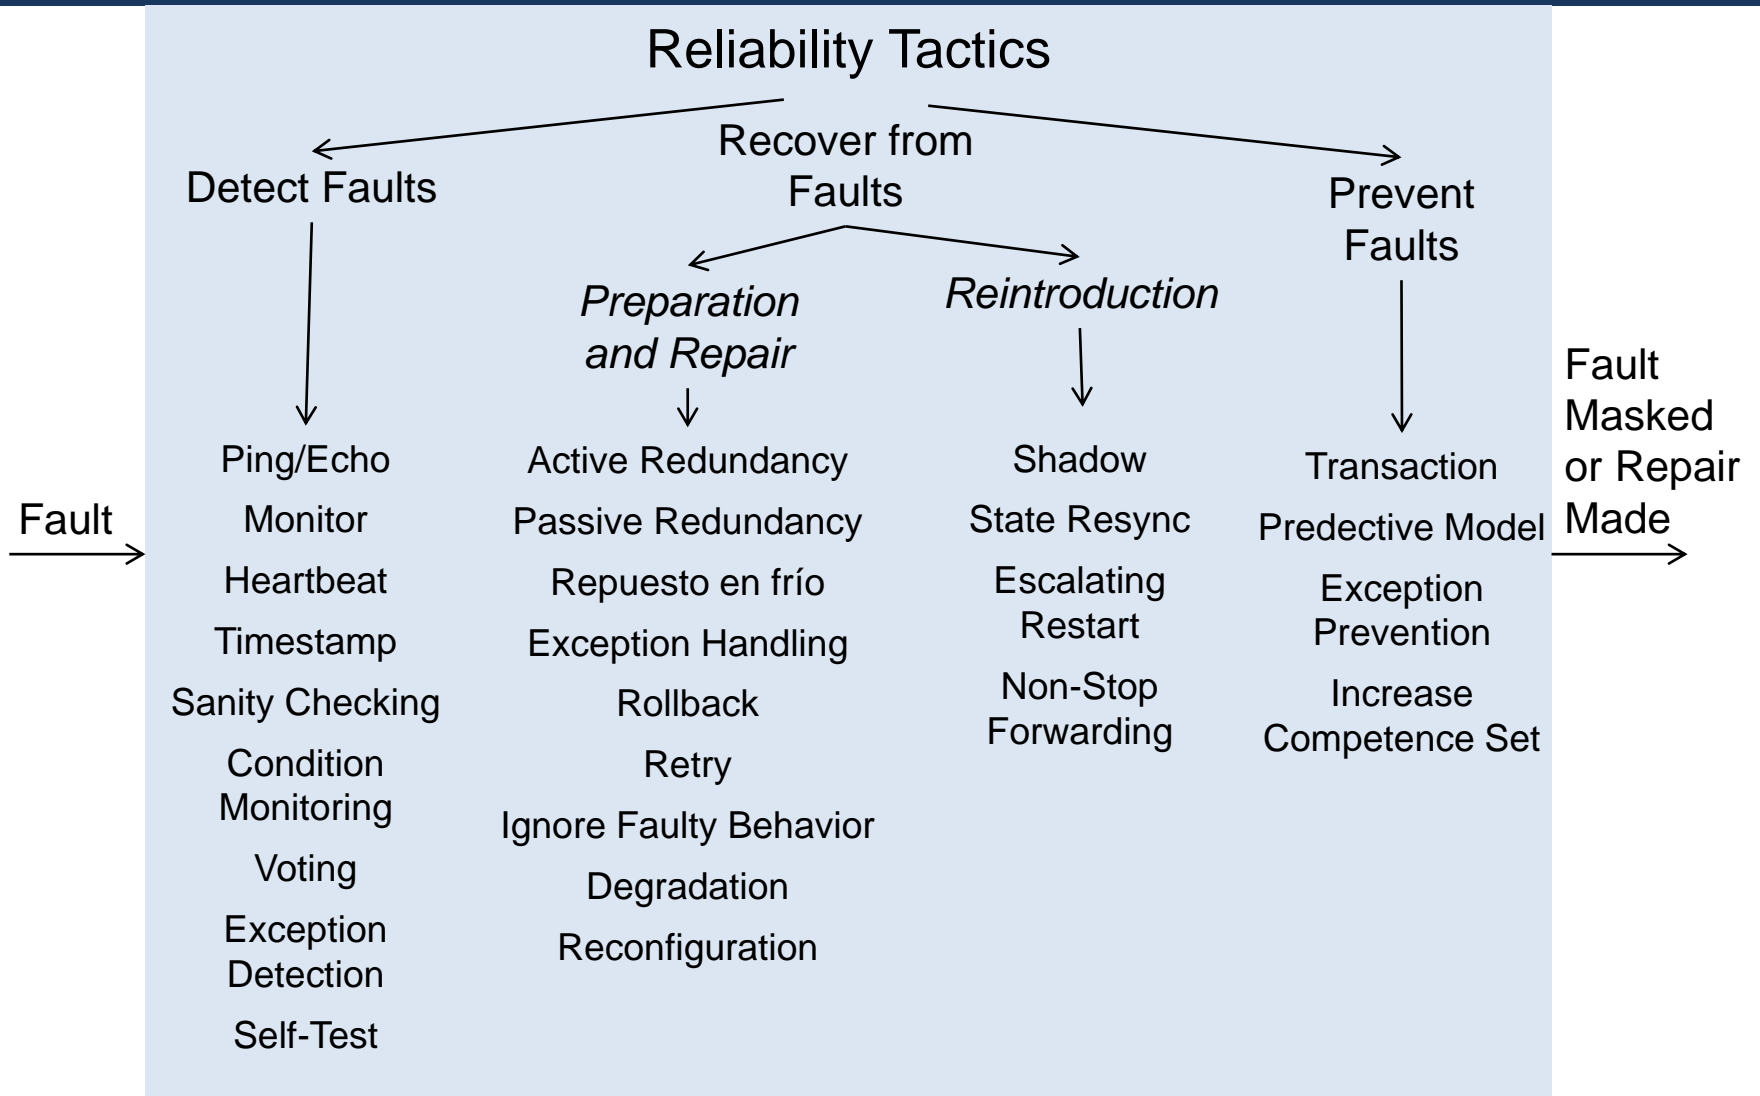 Reliability Tactics
Detect Faults
Recover from
Faults
Prevent
Faults
Preparation
and Repair
Reintroduction
Fault
Ping/Echo
Monitor
Heartbeat
Timestamp
Sanity Checking
Condition
Monitoring
Voting
Exception
Detection
Self-Test
Active Redundancy
Passive Redundancy
Repuesto en frío
Exception Handling
Rollback
Retry
Ignore Faulty Behavior
Degradation
Reconfiguration
Shadow
State Resync
Escalating
Restart
Non-Stop
Forwarding
Transaction
Predective Model
Exception
Prevention
Increase
Competence Set
Fault
Masked
or Repair
Made